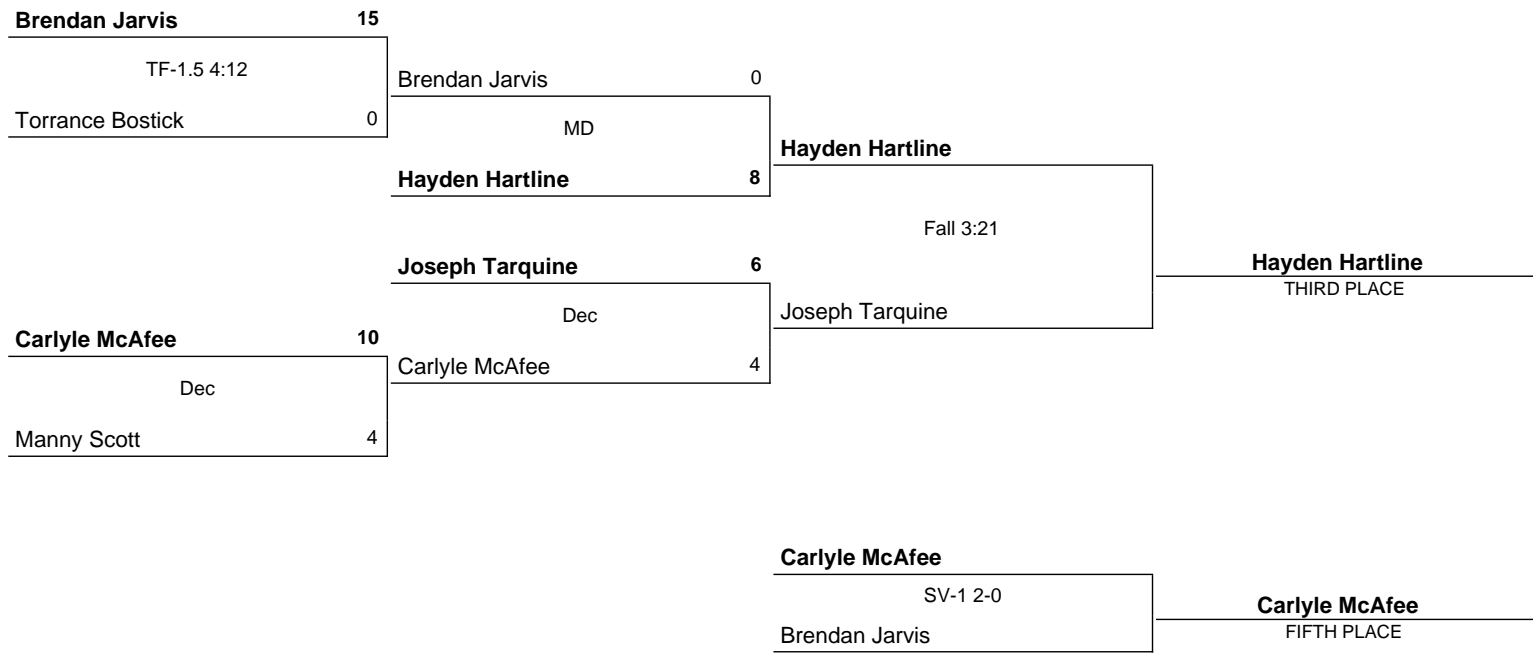 Brendan Jarvis 15
TF-1.5 4:12
Torrance Bostick 0
Brendan Jarvis 0
MD
Hayden Hartline 8
Hayden Hartline
Fall 3:21
Joseph Tarquine 6
Dec
Carlyle McAfee 4
Joseph Tarquine
Hayden Hartline
THIRD PLACE
Carlyle McAfee 10
Dec
Manny Scott 4
Carlyle McAfee
SV-1 2-0
Brendan Jarvis
Carlyle McAfee
FIFTH PLACE